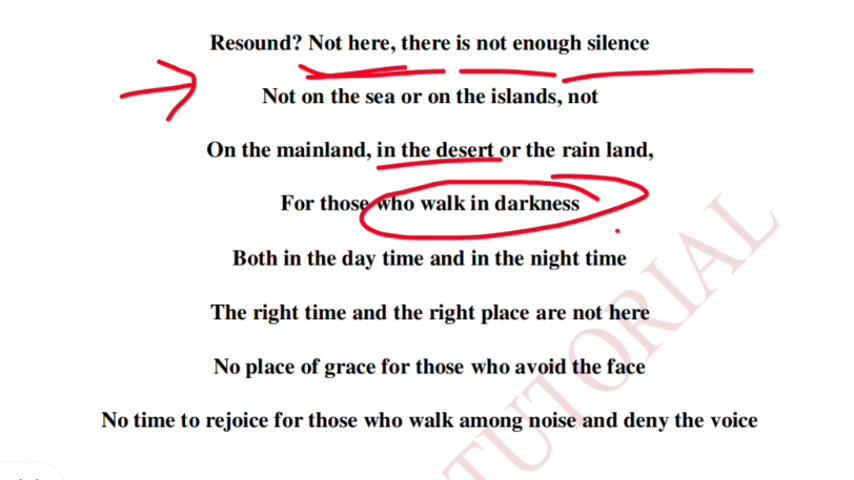 Resound? Not here, there is not enough silence
Not on the sea or on the islands, not
On the mainland, in the desert or the rain land,
For those who walk in darkness
Both in the day time and in the night time
The right time and the right place are not here
No place of grace for those who avoid the face
No time to rejoice for those who walk among noise and deny the voice
TUTORIAL